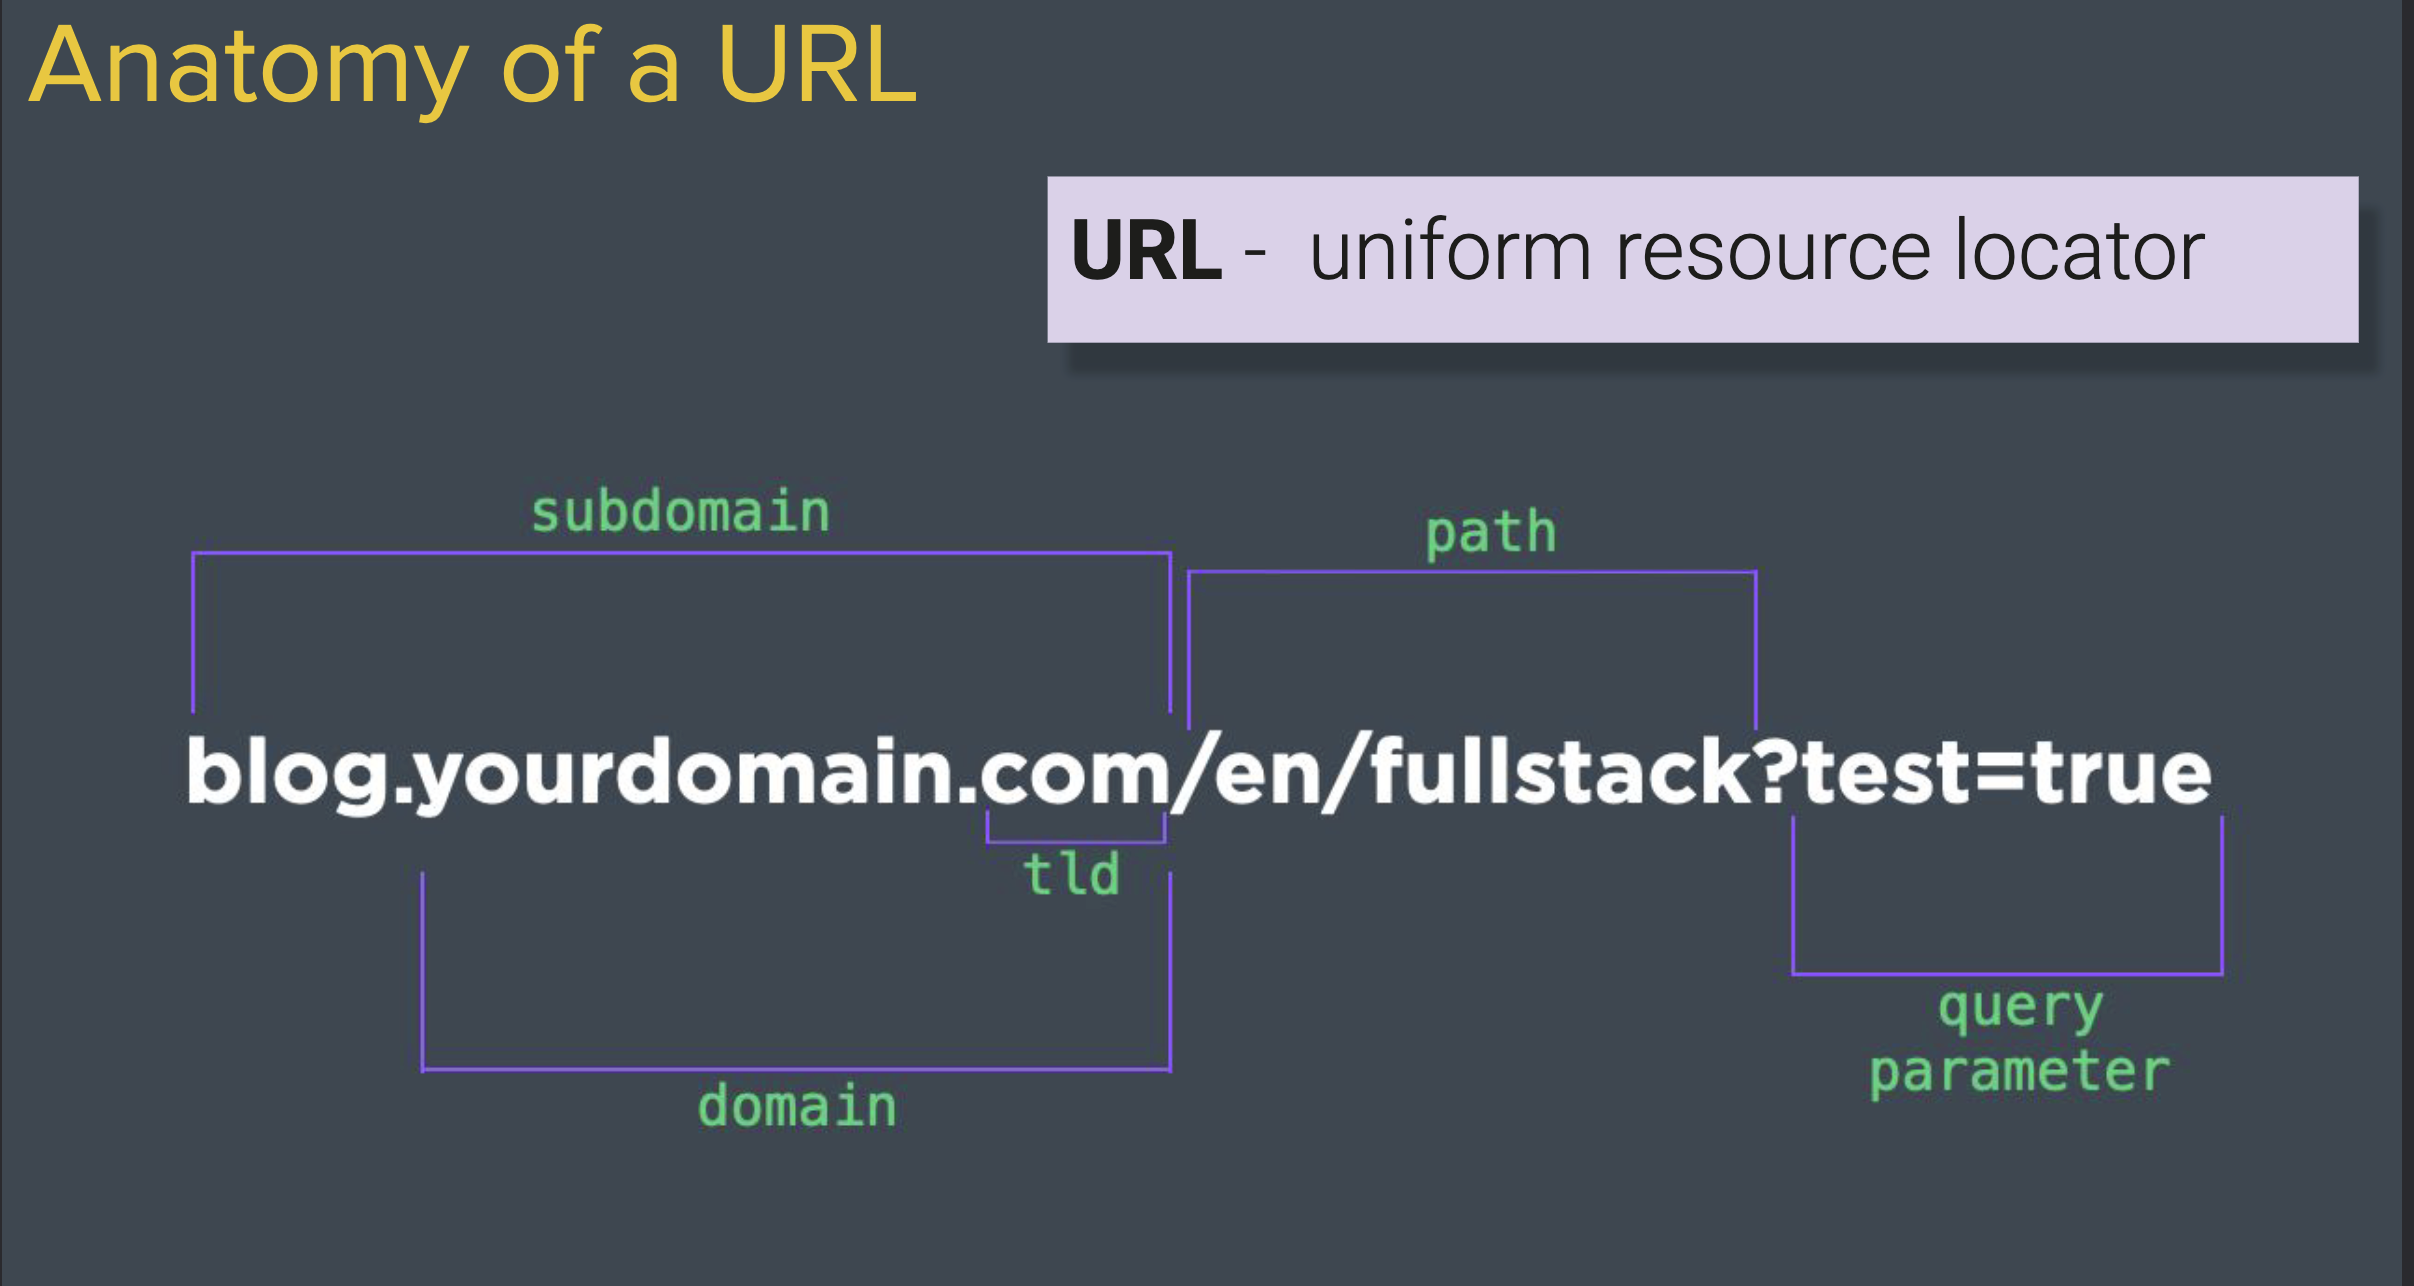 Anatomy of a URL
URL - uniform resource locator
subdomain
path
blog.yourdomain.com/en/fullstack?test=true
tld
domain
query
parameter